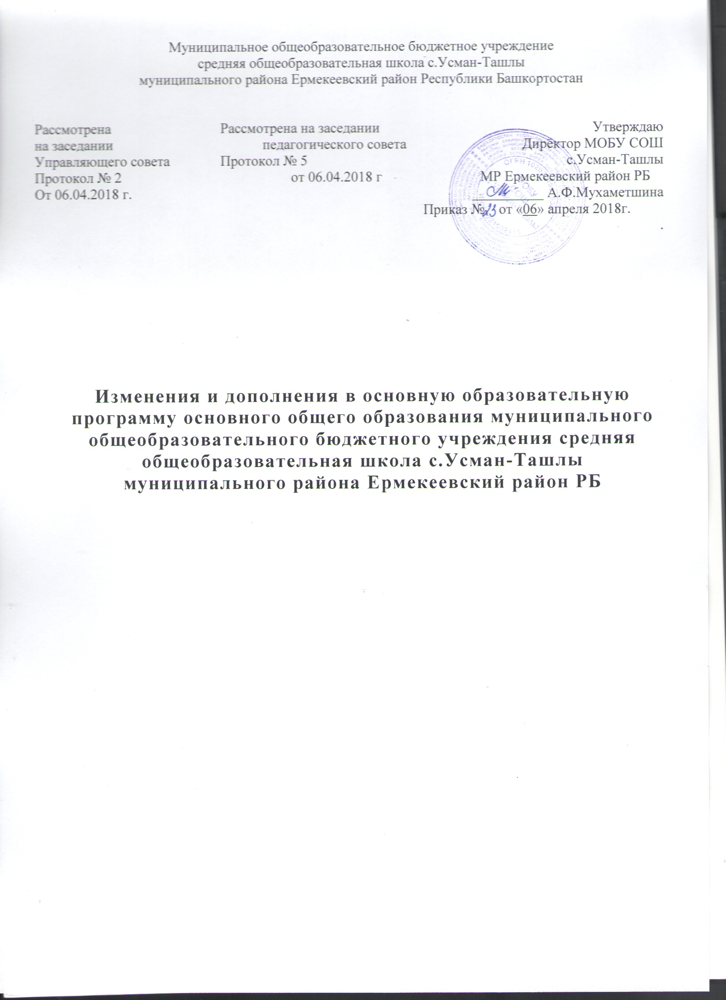 Муниципальное общеобразовательное бюджетное учреждение
средняя общеобразовательная школа с.Усман-Ташлы
муниципального района Ермекеевский район Республики Башкортостан
Рассмотрена
на заседании
Управляющего совета
Протокол № 2
От 06.04.2018 г.
Рассмотрена на заседании
педагогического совета
Протокол № 5
от 06.04.2018 г
Утверждаю
Директор МОБУ СОШ
с.Усман-Ташлы
МР Ермекеевский район РБ
А.Ф.Мухаметшина
Приказ №23 от «06» апреля 2018г.
Изменения и дополнения в основную образовательную
программу основного общего образования муниципального
общеобразовательного бюджетного учреждения средняя
общеобразовательная школа с.Усман-Ташлы
муниципального района Ермекеевский район РБ